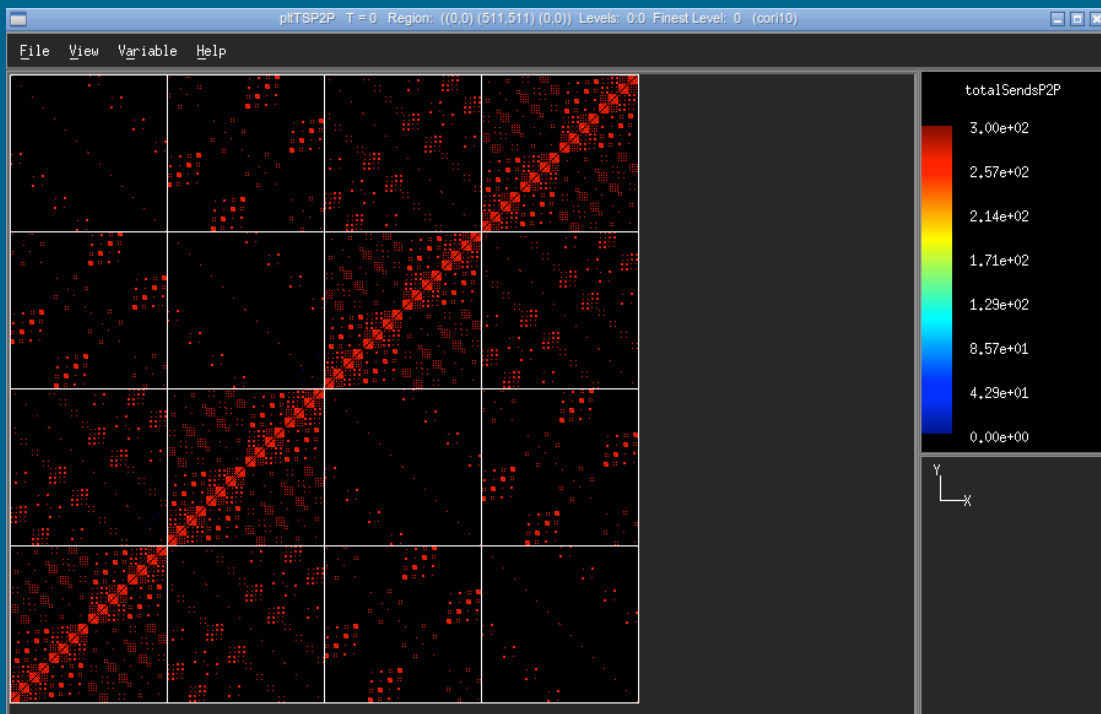 pltTSP2P T = 0 Region: ((0,0) (511,511) (0,0)) Levels: 0:0 Finest Level: 0 (cori10)
File View Variable Help
totalSendsP2P
3.00e+02
2.57e+02
2.14e+02
1.71e+02
1.29e+02
8.57e+01
4.29e+01
0.00e+00
Y
X